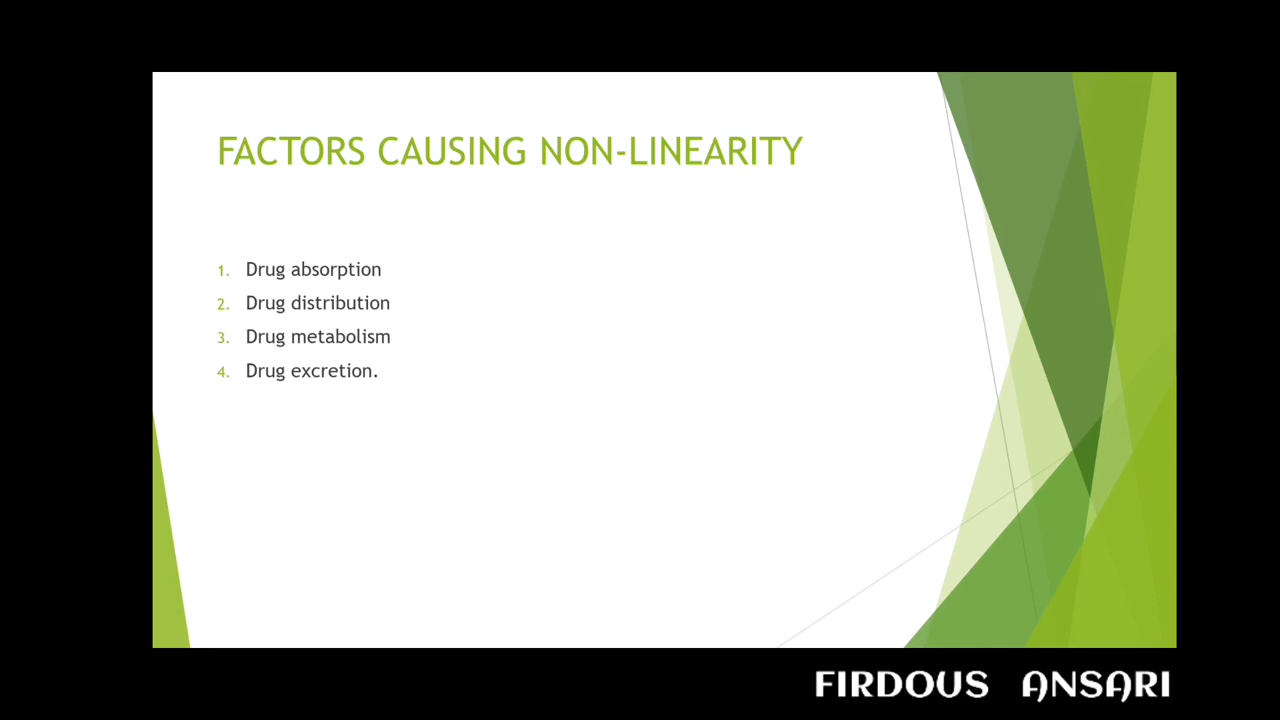 FACTORS CAUSING NON-LINEARITY
1. Drug absorption
2. Drug distribution
3. Drug metabolism
4. Drug excretion.
FIRDOUS ANSARI